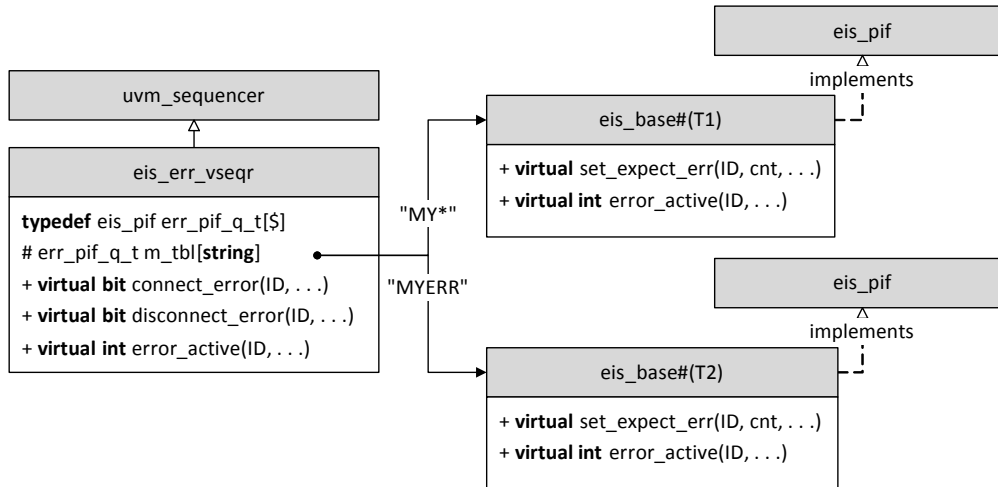 eis_pif
implements
uvm_sequencer
eis_err_vseqr
typedef eis_pif err_pif_q_t[$]
# err_pif_q_t m_tbl[string]
+ virtual bit connect_error(ID, . . .)
+ virtual bit disconnect_error(ID, . . .)
+ virtual int error_active(ID, . . .)
"MY*"
"MYERR"
eis_base#(T1)
+ virtual set_expect_err(ID, cnt, . . .)
+ virtual int error_active(ID, . . .)
eis_pif
implements
eis_base#(T2)
+ virtual set_expect_err(ID, cnt, . . .)
+ virtual int error_active(ID, . . .)